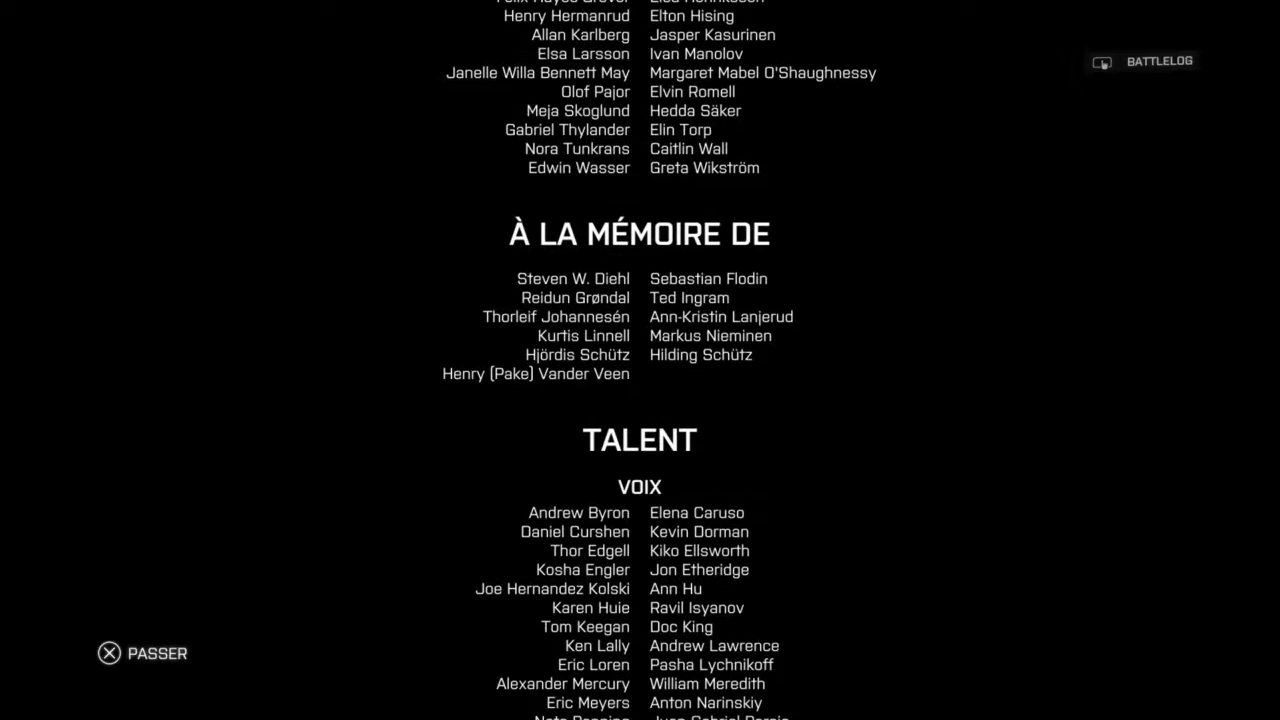 Henry Hermanrud Elton Hising
Allan Karlberg Jasper Kasurinen
Elsa Larsson Ivan Manolov
Janelle Willa Bennett May Margaret Mabel O'Shaughnessy
Olof Pajor Elvin Romell
Meja Skoglund Hedda Säker
Gabriel Thylander Elin Torp
Nora Tunkrans Caitlin Wall
Edwin Wasser Greta Wikström
BATTLELOG
À LA MÉMOIRE DE
Steven W. Diehl Sebastian Flodin
Reidun Grøndal Ted Ingram
Thorleif Johannesén Ann-Kristin Lanjerud
Kurtis Linnell Markus Nieminen
Hjördis Schütz Hilding Schütz
Henry (Pake) Vander Veen
TALENT
VOIX
Andrew Byron Elena Caruso
Daniel Curshen Kevin Dorman
Thor Edgell Kiko Ellsworth
Kosha Engler Jon Etheridge
Joe Hernandez Kolski Ann Hu
Karen Huie Ravil Isyanov
Tom Keegan Doc King
Ken Lally Andrew Lawrence
Eric Loren Pasha Lychnikoff
Alexander Mercury William Meredith
Eric Meyers Anton Narinskiy
PASSER